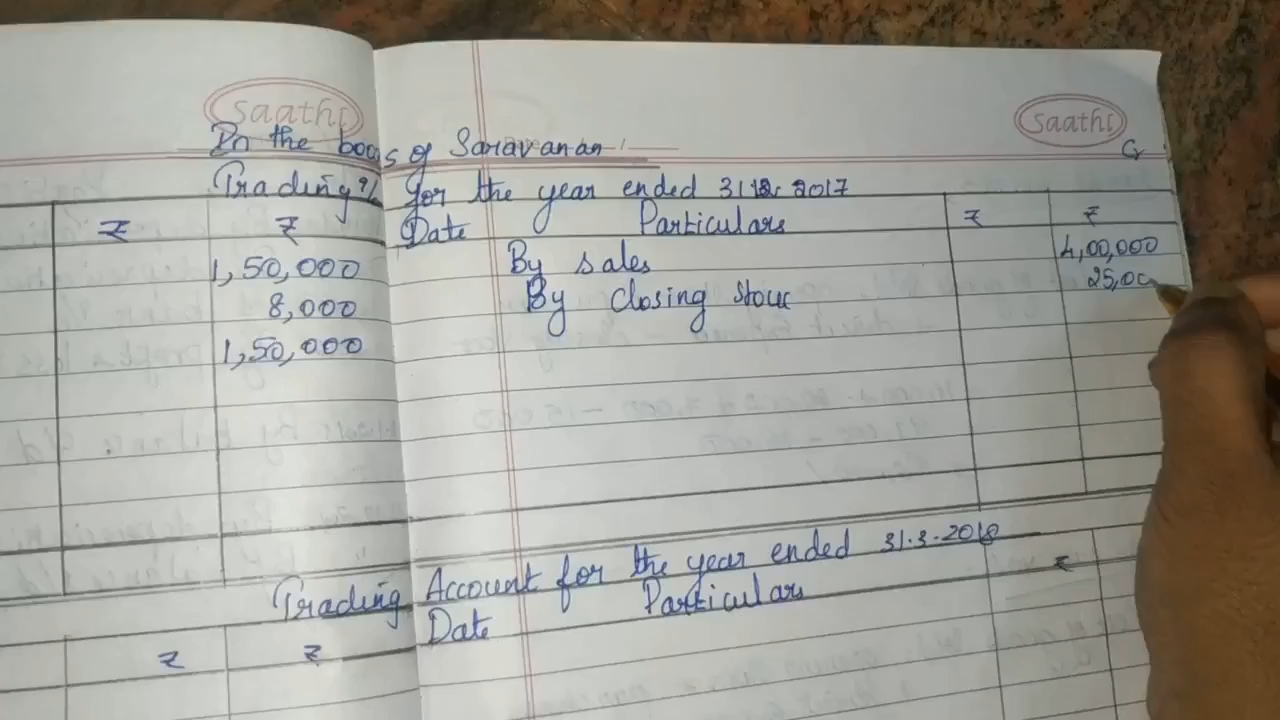 Saathi
Saathi
In the books of Saravanan
Cr
Trading a/c for the year ended 31.12.2017
₹ ₹ Date Particulars ₹ ₹
1,50,000 By sales 4,00,000
8,000 By closing stock 25,00
1,50,000
Trading Account for the year ended 31.3.2018
₹ ₹ Date Particulars ₹